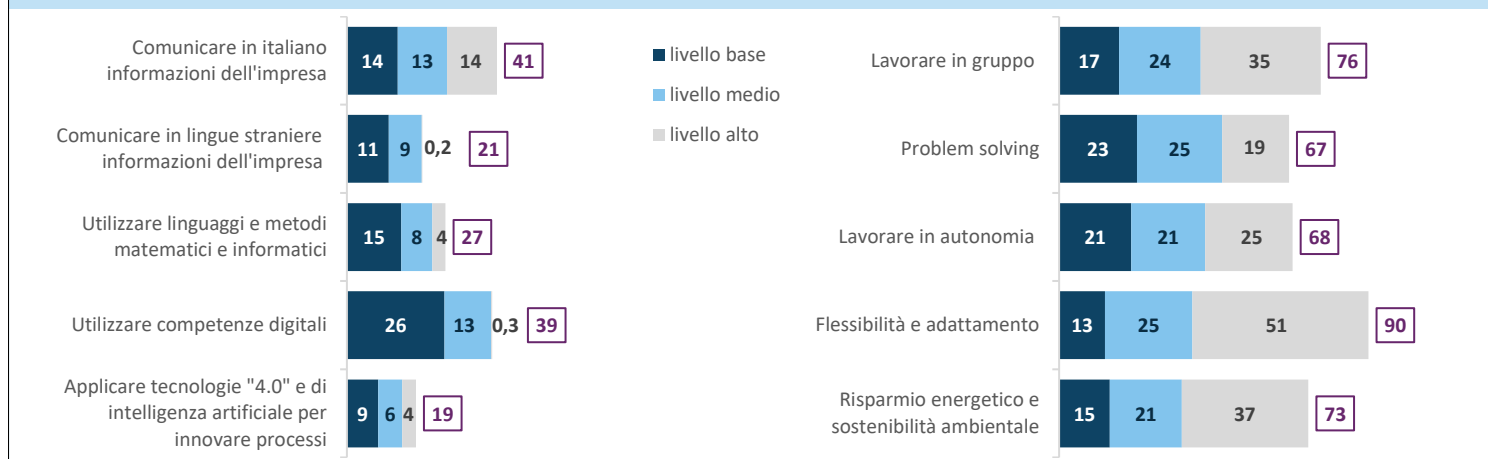 Comunicare in italiano
informazioni dell'impresa
14 13 14 41
Comunicare in lingue straniere
informazioni dell'impresa
11 9 0,2 21
Utilizzare linguaggi e metodi
matematici e informatici
15 8 4 27
Utilizzare competenze digitali
26 13 0,3 39
Applicare tecnologie "4.0" e di
intelligenza artificiale per
innovare processi
9 6 4 19
livello base
livello medio
livello alto
Lavorare in gruppo
17 24 35 76
Problem solving
23 25 19 67
Lavorare in autonomia
21 21 25 68
Flessibilità e adattamento
13 25 51 90
Risparmio energetico e
sostenibilità ambientale
15 21 37 73